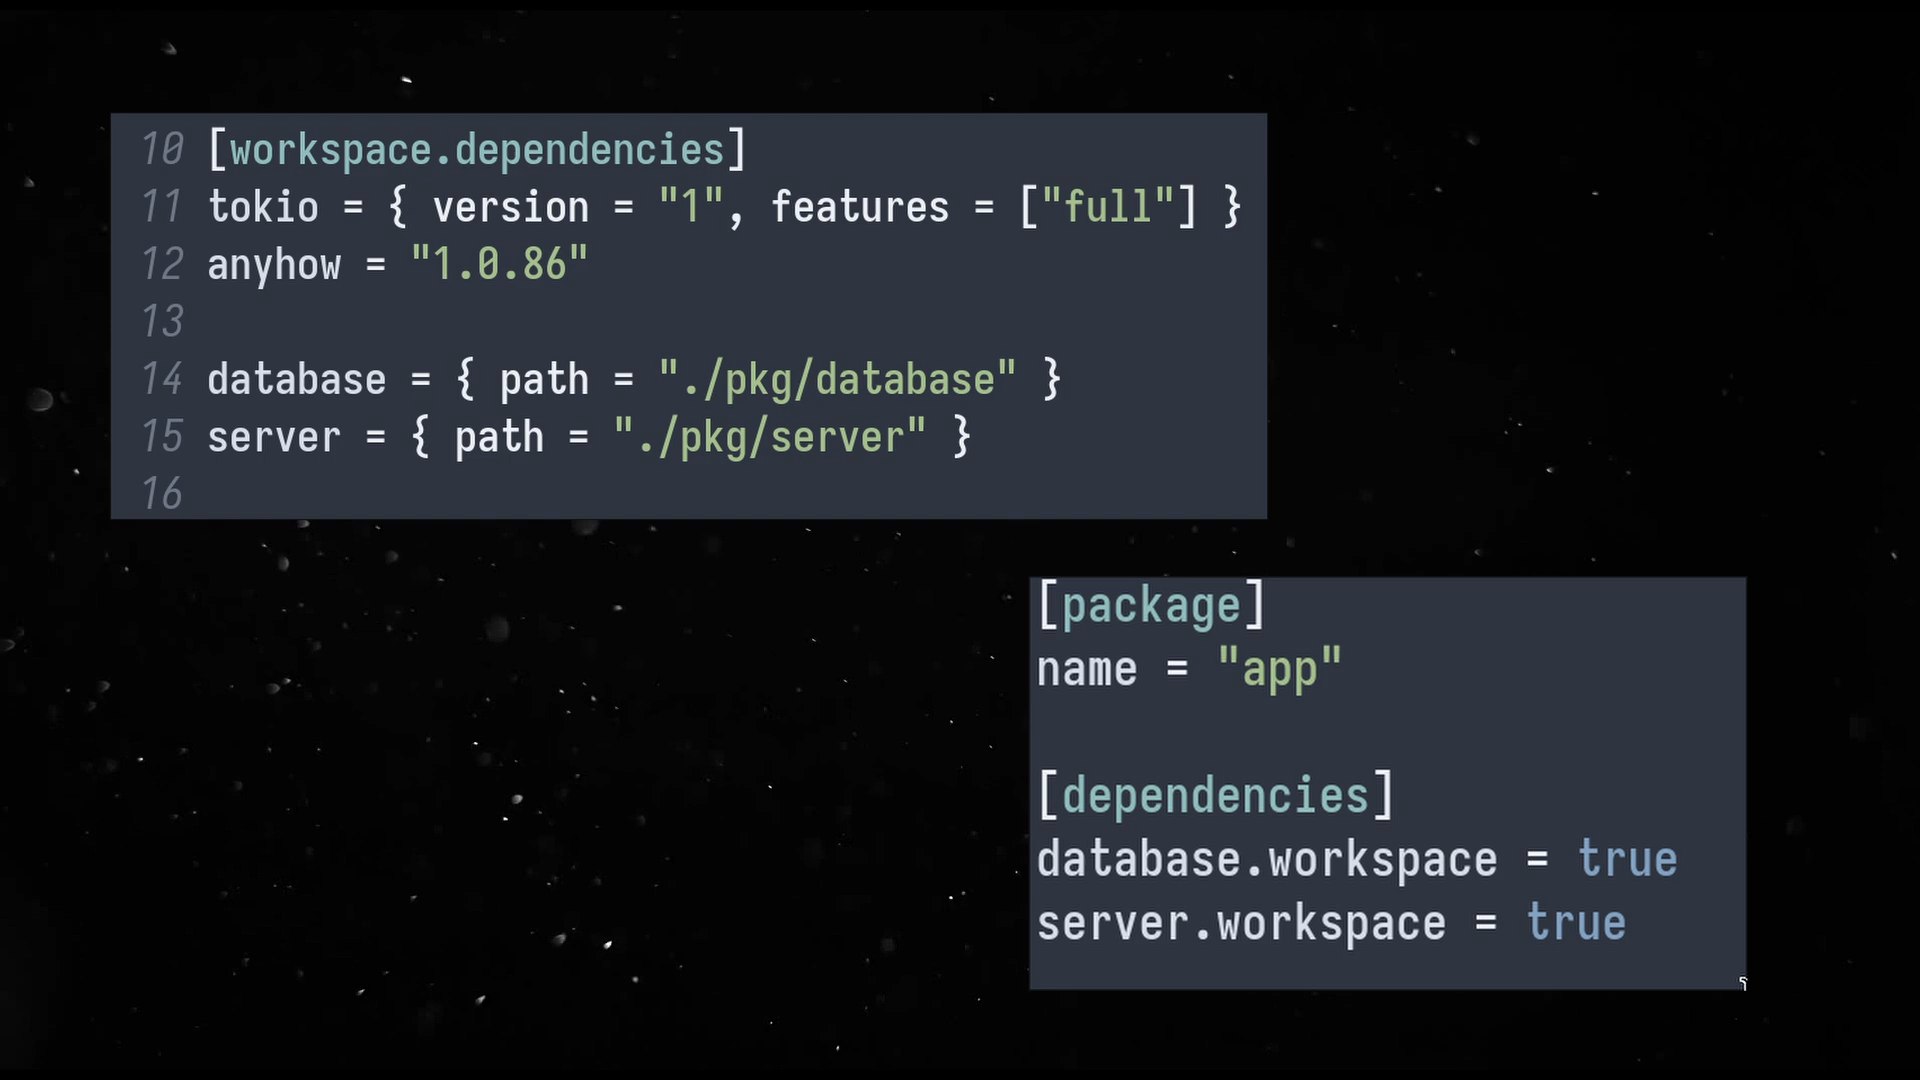 10 [workspace.dependencies]
11 tokio = { version = "1", features = ["full"] }
12 anyhow = "1.0.86"
13
14 database = { path = "./pkg/database" }
15 server = { path = "./pkg/server" }
16
[package]
name = "app"
[dependencies]
database.workspace = true
server.workspace = true